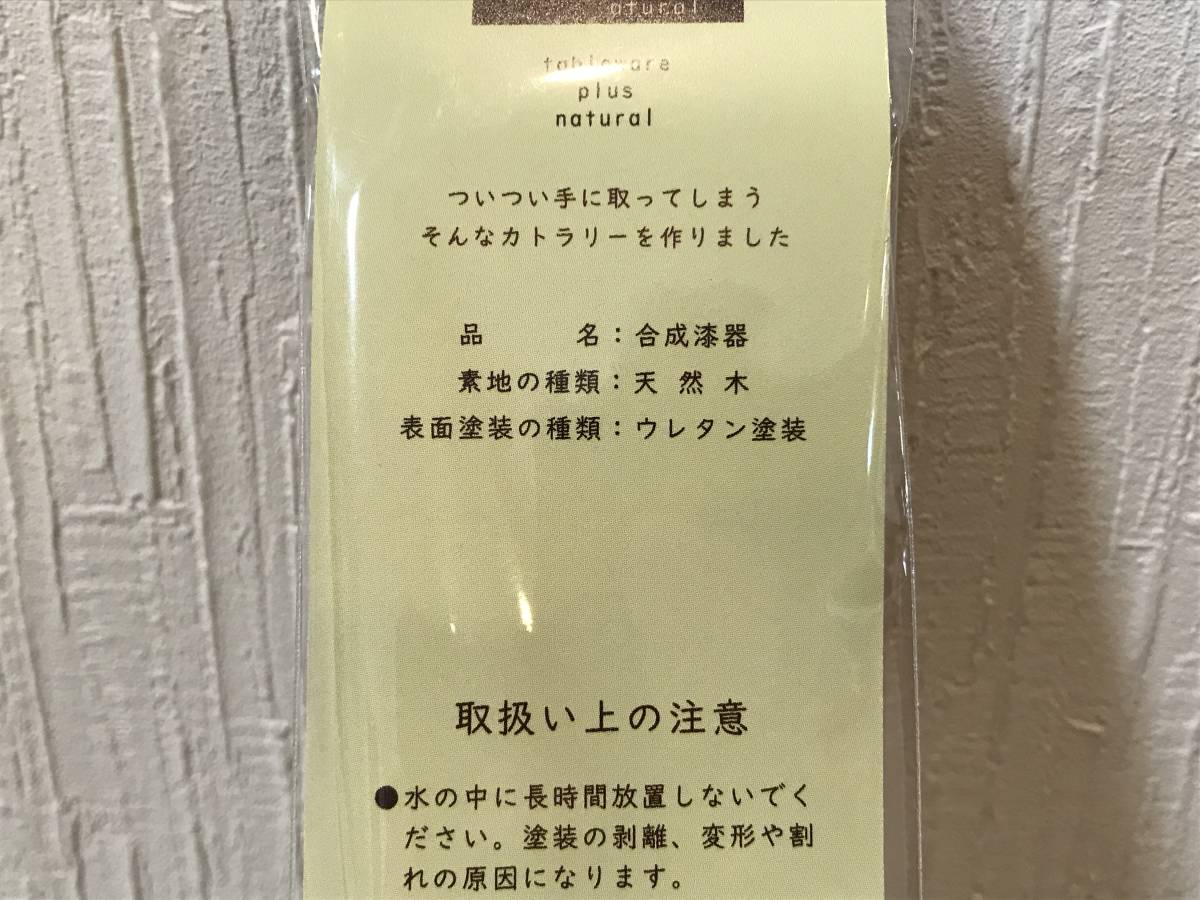 atural
tableware
plus
natural
ついつい手に取ってしまう
そんなカトラリーを作りました
品　　　名：合成漆器
素地の種類：天 然 木
表面塗装の種類：ウレタン塗装
取扱い上の注意
●水の中に長時間放置しないでく
ださい。塗装の剥離、変形や割
れの原因になります。